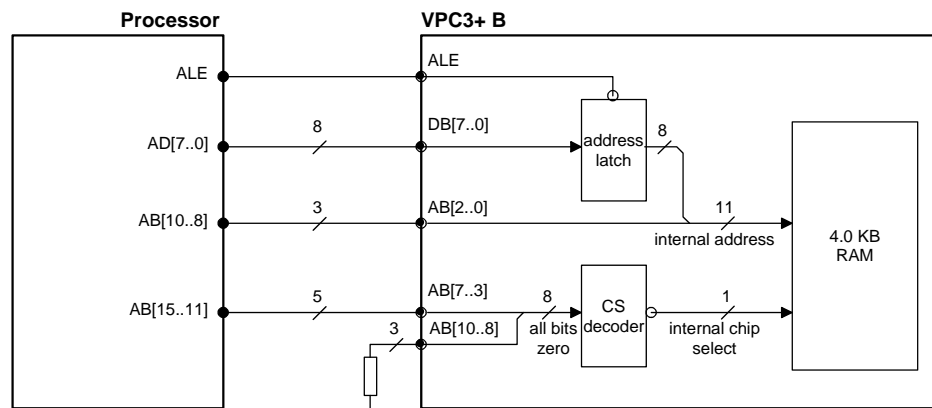 Processor
VPC3+ B
ALE
ALE
AD[7..0]
8
DB[7..0]
address
latch
8
AB[10..8]
3
AB[2..0]
11
internal address
4.0 KB
RAM
AB[15..11]
5
AB[7..3]
8
all bits
zero
CS
decoder
1
internal chip
select
3
AB[10..8]